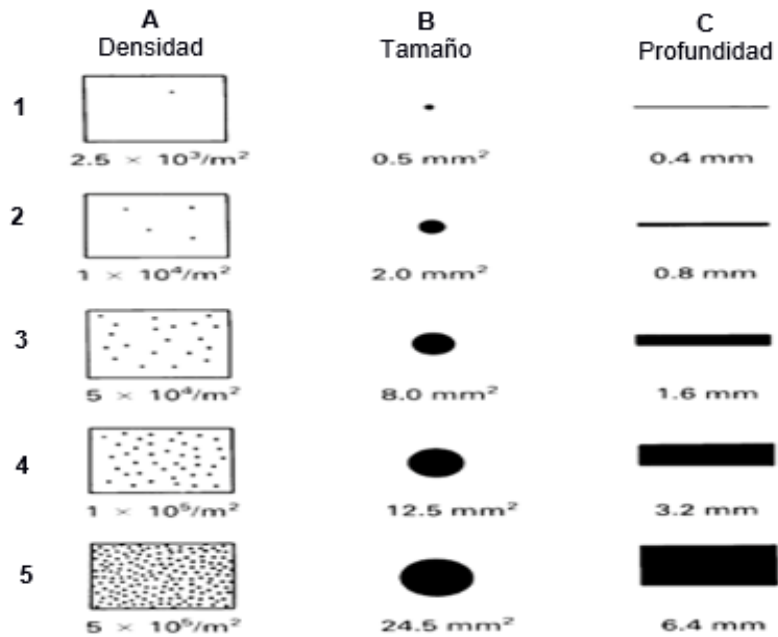 A B C
Densidad Tamaño Profundidad
1
2.5 × 10³/m² 0.5 mm² 0.4 mm
2
1 × 10⁴/m² 2.0 mm² 0.8 mm
3
5 × 10⁴/m² 8.0 mm² 1.6 mm
4
1 × 10⁵/m² 12.5 mm² 3.2 mm
5
5 × 10⁵/m² 24.5 mm² 6.4 mm